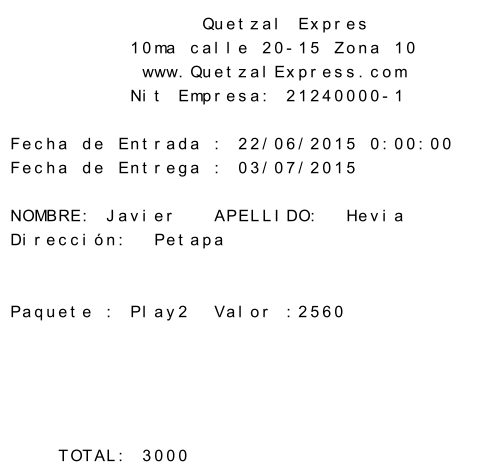 Quetzal Expres
10ma calle 20-15 Zona 10
www.QuetzalExpress.com
Nit Empresa: 21240000-1
Fecha de Entrada : 22/06/2015 0:00:00
Fecha de Entrega : 03/07/2015
NOMBRE: Javier APELLIDO: Hevia
Dirección: Petapa
Paquete : Play2 Valor :2560
TOTAL: 3000